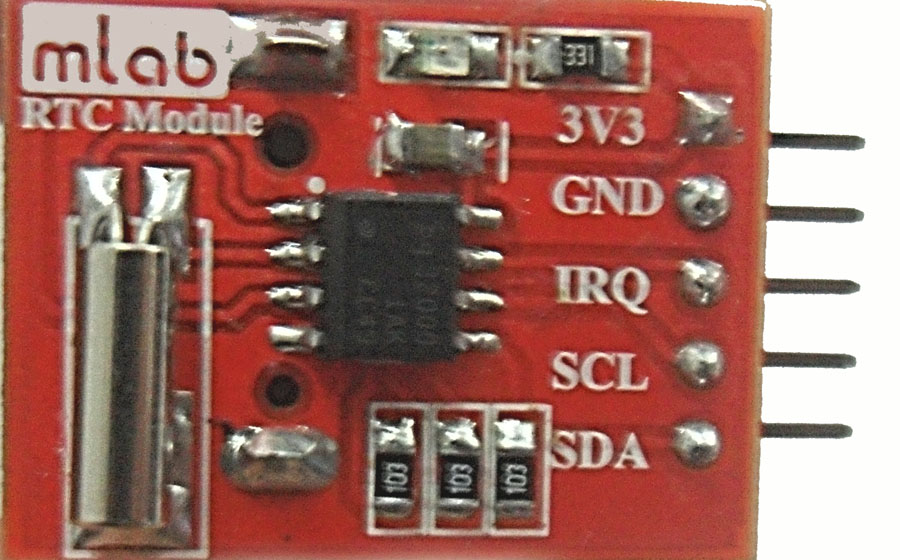 mlab
RTC Module
331
3V3
GND
IRQ
SCL
SDA
103
103
103